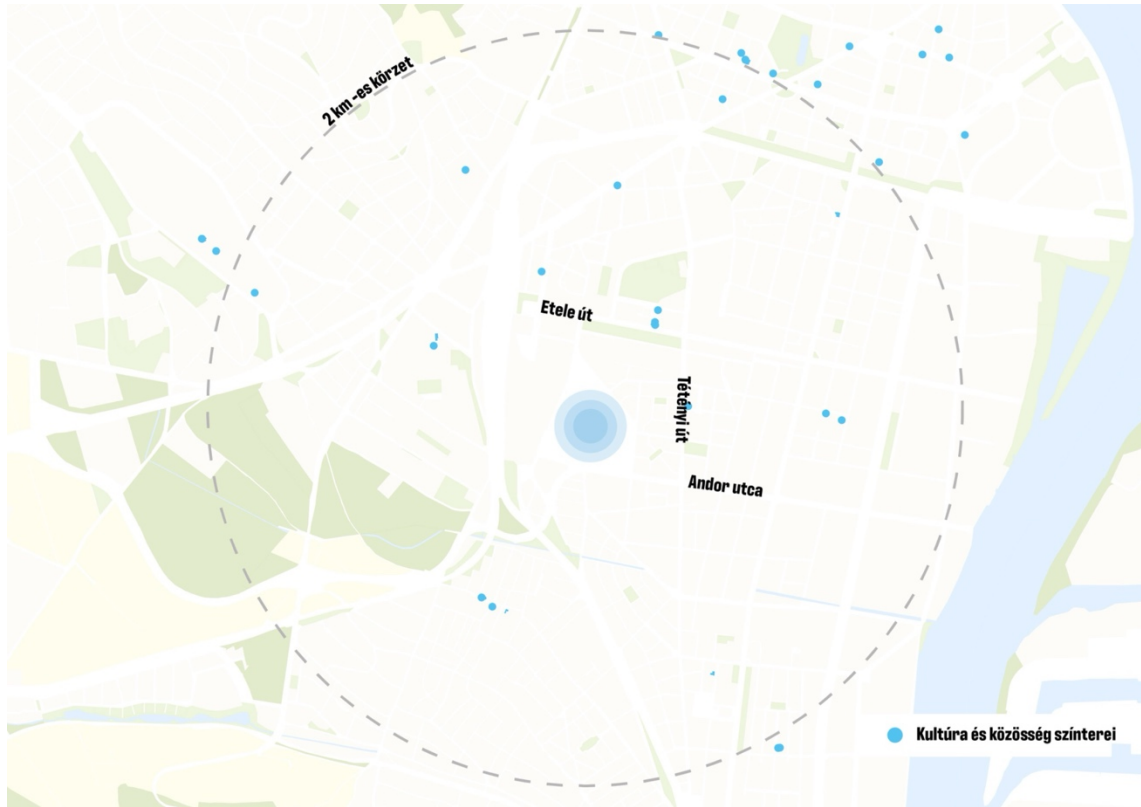 2 km -es körzet
Etele út
Tétényi út
Andor utca
Kultúra és közösség színterei